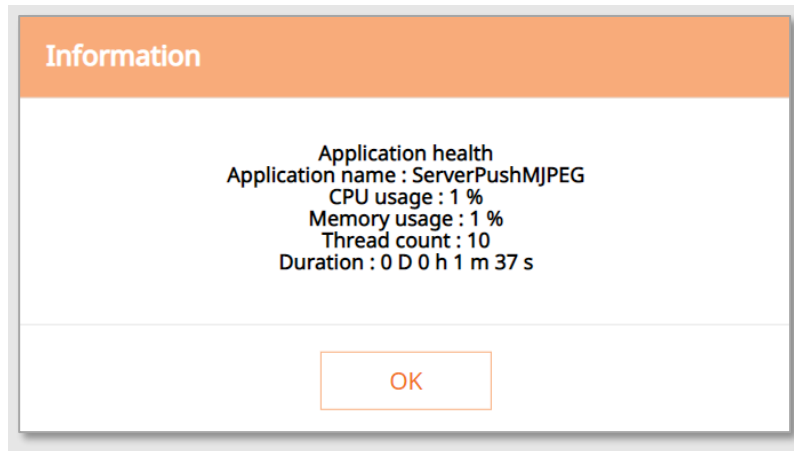 Information
Application health
Application name : ServerPushMJPEG
CPU usage : 1 %
Memory usage : 1 %
Thread count : 10
Duration : 0 D 0 h 1 m 37 s
OK